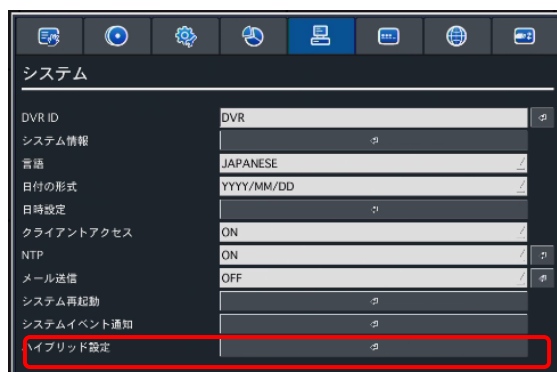 システム
DVR ID DVR
システム情報
言語 JAPANESE
日付の形式 YYYY/MM/DD
日時設定
クライアントアクセス ON
NTP ON
メール送信 OFF
システム再起動
システムイベント通知
ハイブリッド設定